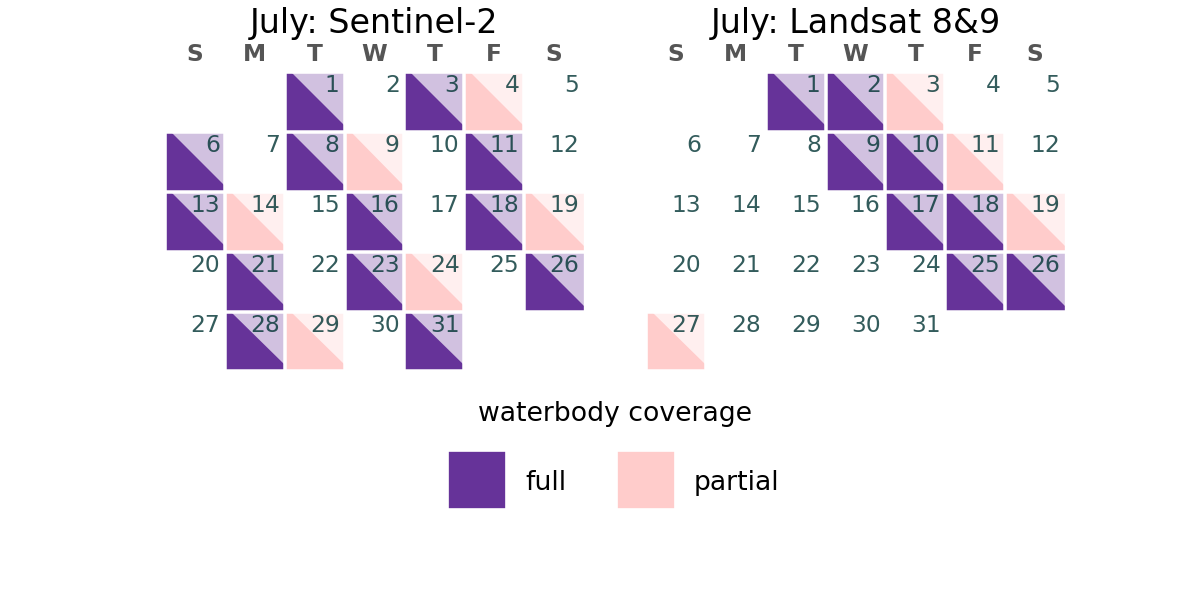 July: Sentinel-2
S M T W T F S
1 2 3 4 5
6 7 8 9 10 11 12
13 14 15 16 17 18 19
20 21 22 23 24 25 26
27 28 29 30 31
July: Landsat 8&9
S M T W T F S
1 2 3 4 5
6 7 8 9 10 11 12
13 14 15 16 17 18 19
20 21 22 23 24 25 26
27 28 29 30 31
waterbody coverage
full
partial